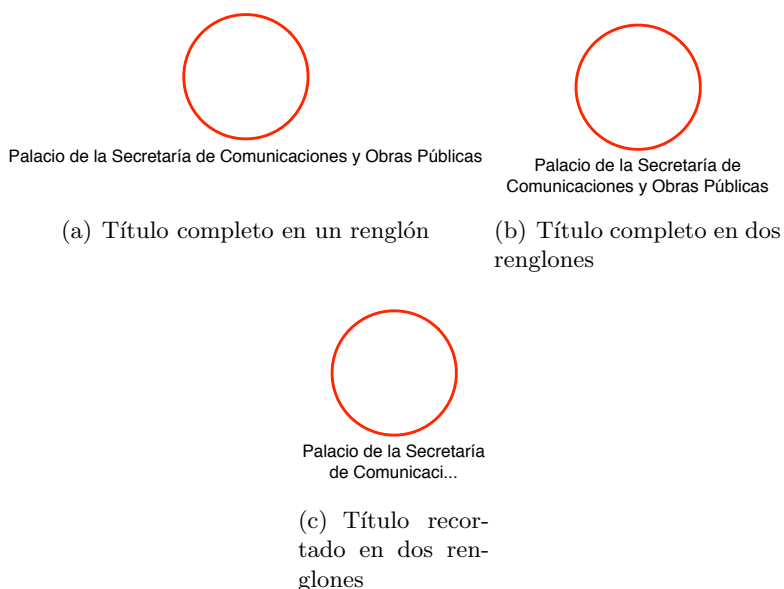 Palacio de la Secretaría de Comunicaciones y Obras Públicas
(a) Título completo en un renglón
Palacio de la Secretaría de
Comunicaciones y Obras Públicas
(b) Título completo en dos
renglones
Palacio de la Secretaría
de Comunicaci...
(c) Título recor-
tado en dos ren-
glones